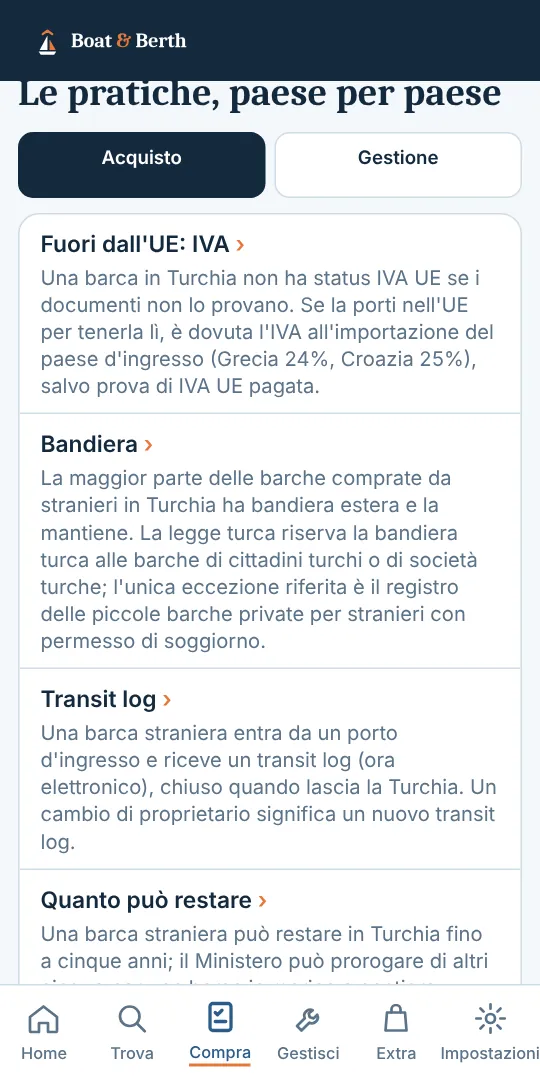 Boat & Berth
Le pratiche, paese per paese
Acquisto
Gestione
Fuori dall'UE: IVA ›
Una barca in Turchia non ha status IVA UE se i
documenti non lo provano. Se la porti nell'UE
per tenerla lì, è dovuta l'IVA all'importazione del
paese d'ingresso (Grecia 24%, Croazia 25%),
salvo prova di IVA UE pagata.
Bandiera ›
La maggior parte delle barche comprate da
stranieri in Turchia ha bandiera estera e la
mantiene. La legge turca riserva la bandiera
turca alle barche di cittadini turchi o di società
turche; l'unica eccezione riferita è il registro
delle piccole barche private per stranieri con
permesso di soggiorno.
Transit log ›
Una barca straniera entra da un porto
d'ingresso e riceve un transit log (ora
elettronico), chiuso quando lascia la Turchia. Un
cambio di proprietario significa un nuovo transit
log.
Quanto può restare ›
Una barca straniera può restare in Turchia fino
a cinque anni; il Ministero può prorogare di altri
Home
Trova
Compra
Gestisci
Extra
Impostazioni